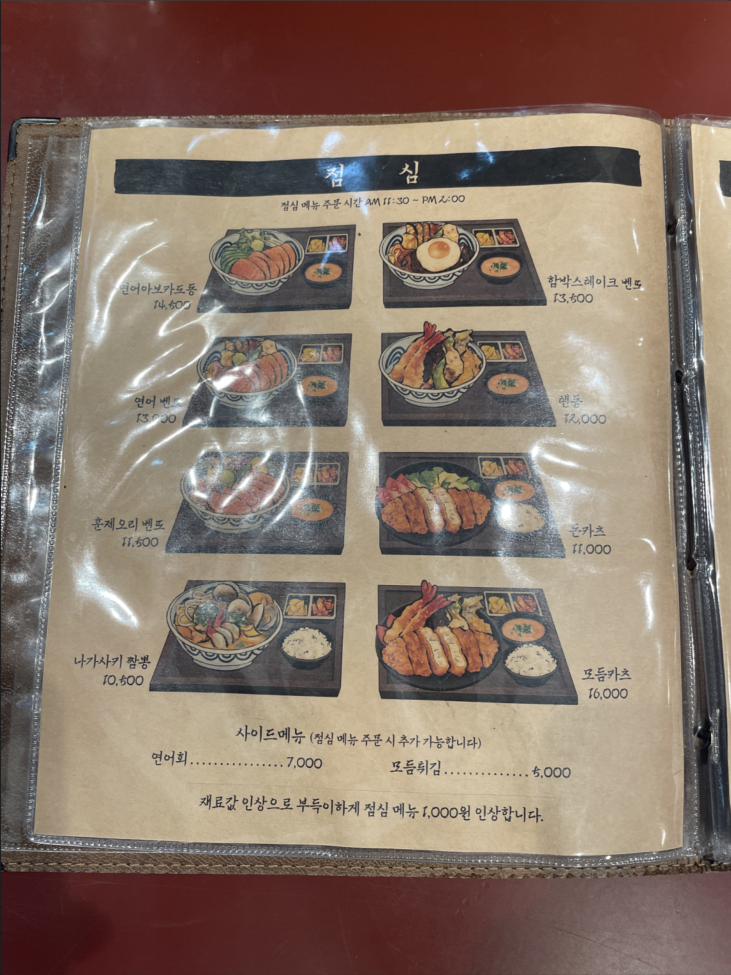 점 심
점심 메뉴 주문 시간 AM 11:30 ~ PM 2:00
연어아보카도동
14,500
함박스테이크 벤또
13,500
연어 벤또
13,000
텐동
12,000
훈제오리 벤또
11,500
돈카츠
11,000
나가사키 짬뽕
10,500
모듬카츠
16,000
사이드메뉴 (점심 메뉴 주문 시 추가 가능합니다)
연어회................7,000
모듬튀김..............5,000
재료값 인상으로 부득이하게 점심 메뉴 1,000원 인상합니다.